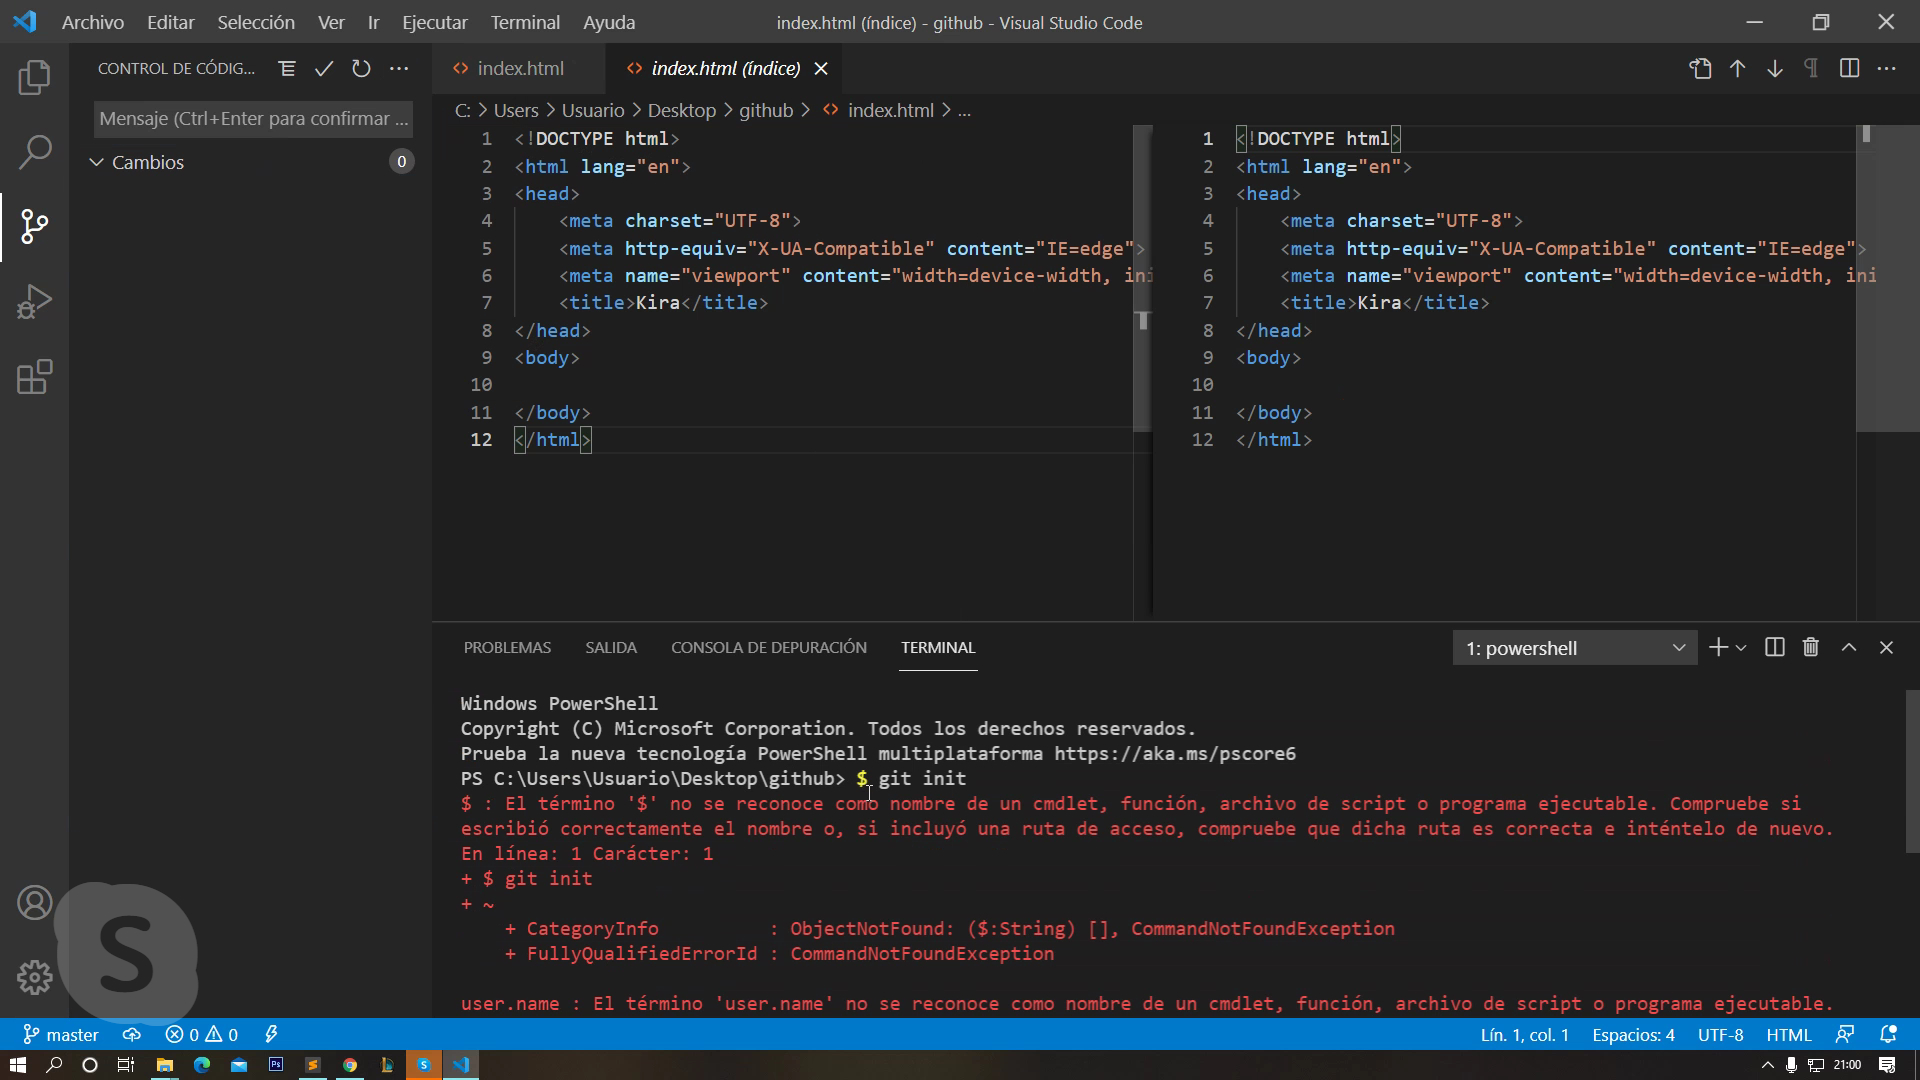 Archivo Editar Selección Ver Ir Ejecutar Terminal Ayuda
index.html (índice) - github - Visual Studio Code
CONTROL DE CÓDIG...
Mensaje (Ctrl+Enter para confirmar ...
Cambios 0
index.html
index.html (índice)
C: > Users > Usuario > Desktop > github > index.html > ...
1 <!DOCTYPE html>
2 <html lang="en">
3 <head>
4 <meta charset="UTF-8">
5 <meta http-equiv="X-UA-Compatible" content="IE=edge">
6 <meta name="viewport" content="width=device-width, ini
7 <title>Kira</title>
8 </head>
9 <body>
10
11 </body>
12 </html>
1 <!DOCTYPE html>
2 <html lang="en">
3 <head>
4 <meta charset="UTF-8">
5 <meta http-equiv="X-UA-Compatible" content="IE=edge">
6 <meta name="viewport" content="width=device-width, ini
7 <title>Kira</title>
8 </head>
9 <body>
10
11 </body>
12 </html>
PROBLEMAS SALIDA CONSOLA DE DEPURACIÓN TERMINAL
1: powershell
Windows PowerShell
Copyright (C) Microsoft Corporation. Todos los derechos reservados.
Prueba la nueva tecnología PowerShell multiplataforma https://aka.ms/pscore6
PS C:\Users\Usuario\Desktop\github> $ git init
$ : El término '$' no se reconoce como nombre de un cmdlet, función, archivo de script o programa ejecutable. Compruebe si
escribió correctamente el nombre o, si incluyó una ruta de acceso, compruebe que dicha ruta es correcta e inténtelo de nuevo.
En línea: 1 Carácter: 1
+ $ git init
+ ~
+ CategoryInfo : ObjectNotFound: ($:String) [], CommandNotFoundException
+ FullyQualifiedErrorId : CommandNotFoundException
user.name : El término 'user.name' no se reconoce como nombre de un cmdlet, función, archivo de script o programa ejecutable.
S
master 0 0
Lín. 1, col. 1 Espacios: 4 UTF-8 HTML
21:00